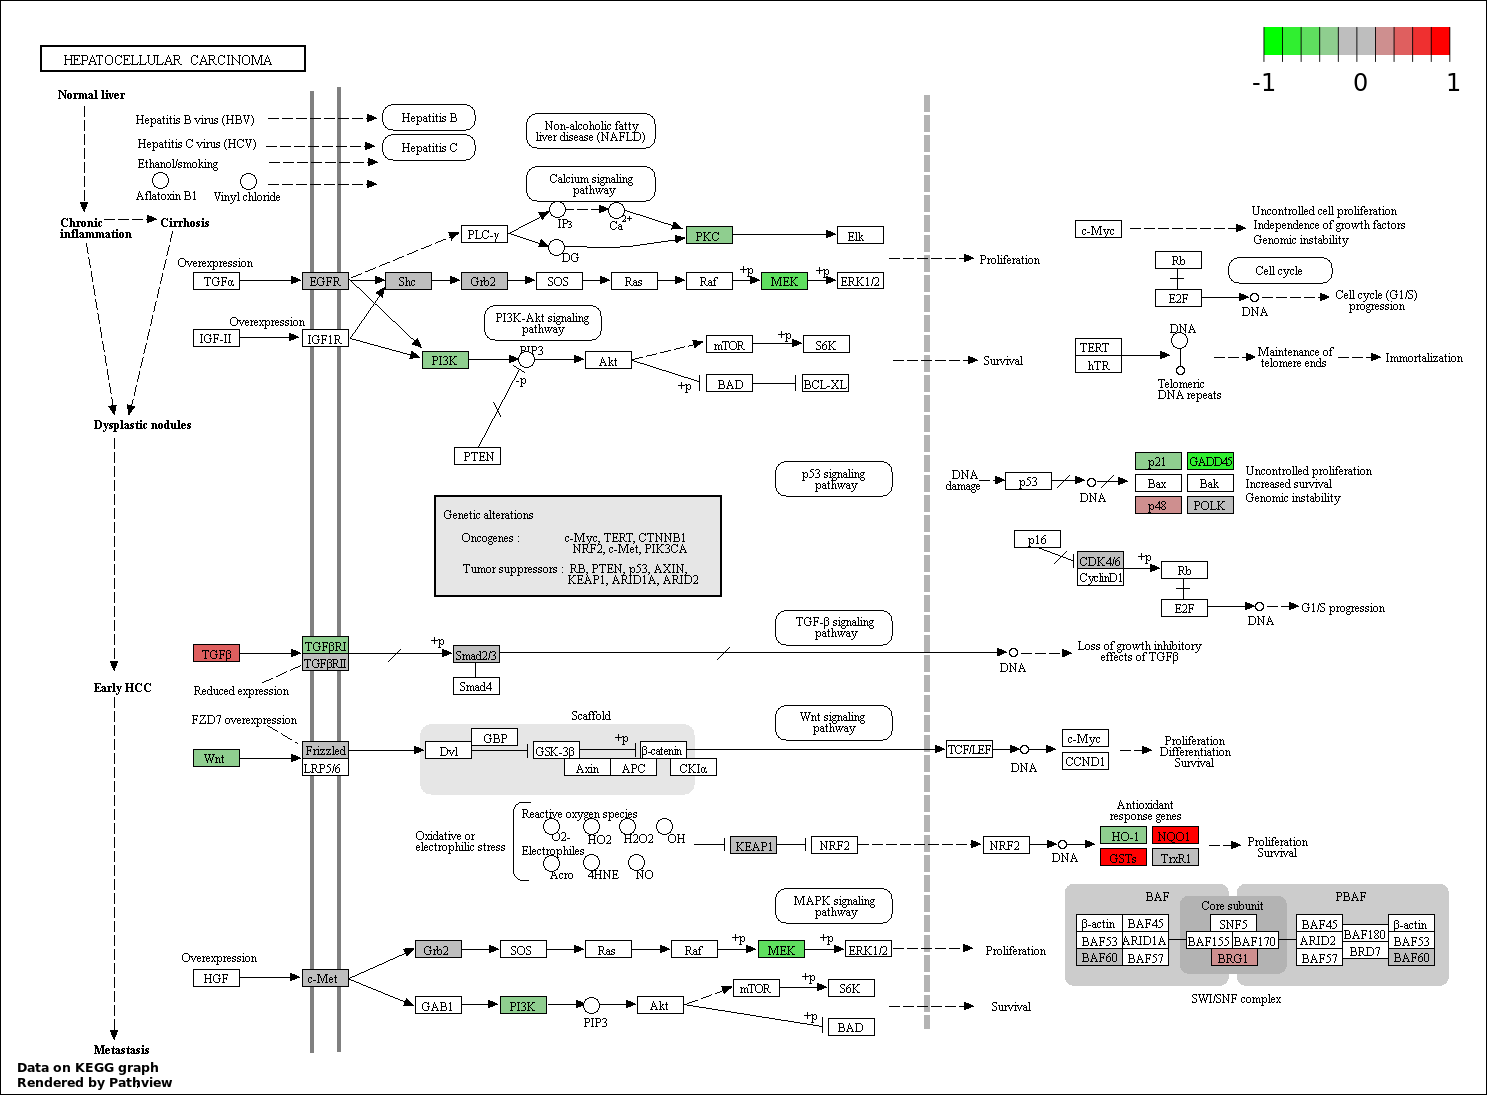 HEPATOCELLULAR CARCINOMA
-1 0 1
Normal liver
Hepatitis B virus (HBV)
Hepatitis B
Hepatitis C virus (HCV)
Hepatitis C
Ethanol/smoking
Aflatoxin B1
Vinyl chloride
Non-alcoholic fatty
liver disease (NAFLD)
Calcium signaling
pathway
Chronic
inflammation
Cirrhosis
PLC-γ
IP3
Ca2+
DG
PKC
Elk
Overexpression
TGFα
EGFR
Shc
Grb2
SOS
Ras
Raf
+p
MEK
+p
ERK1/2
Proliferation
Overexpression
IGF-II
IGF1R
PI3K-Akt signaling
pathway
PI3K
PIP3
-p
Akt
mTOR
+p
S6K
+p
BAD
BCL-XL
Survival
PTEN
c-Myc
Uncontrolled cell proliferation
Independence of growth factors
Genomic instability
Rb
E2F
Cell cycle
DNA
Cell cycle (G1/S)
progression
TERT
hTR
DNA
Telomeric
DNA repeats
Maintenance of
telomere ends
Immortalization
Dysplastic nodules
p53 signaling
pathway
DNA
damage
p53
DNA
p21
GADD45
Bax
Bak
p48
POLK
Uncontrolled proliferation
Increased survival
Genomic instability
Genetic alterations
Oncogenes : c-Myc, TERT, CTNNB1
NRF2, c-Met, PIK3CA
Tumor suppressors : RB, PTEN, p53, AXIN,
KEAP1, ARID1A, ARID2
p16
CDK4/6
CyclinD1
+p
Rb
E2F
DNA
G1/S progression
TGF-β signaling
pathway
TGFβ
TGFβRI
TGFβRII
+p
Smad2/3
Smad4
DNA
Loss of growth inhibitory
effects of TGFβ
Reduced expression
Early HCC
FZD7 overexpression
Wnt
Frizzled
LRP5/6
Scaffold
Dvl
GBP
GSK-3β
+p
β-catenin
Axin
APC
CKIα
Wnt signaling
pathway
TCF/LEF
DNA
c-Myc
CCND1
Proliferation
Differentiation
Survival
Oxidative or
electrophilic stress
Reactive oxygen species
O2-
HO2
H2O2
OH
Electrophiles
Acro
4HNE
NO
KEAP1
NRF2
NRF2
DNA
Antioxidant
response genes
HO-1
NQO1
GSTs
TrxR1
Proliferation
Survival
MAPK signaling
pathway
Overexpression
HGF
c-Met
Grb2
SOS
Ras
Raf
+p
MEK
+p
ERK1/2
Proliferation
GAB1
PI3K
PIP3
Akt
mTOR
+p
S6K
+p
BAD
Survival
BAF
PBAF
Core subunit
β-actin
BAF45
SNF5
BAF45
β-actin
BAF53
ARID1A
BAF155
BAF170
ARID2
BAF180
BAF53
BAF60
BAF57
BRG1
BAF57
BRD7
BAF60
SWI/SNF complex
Metastasis
Data on KEGG graph
Rendered by Pathview